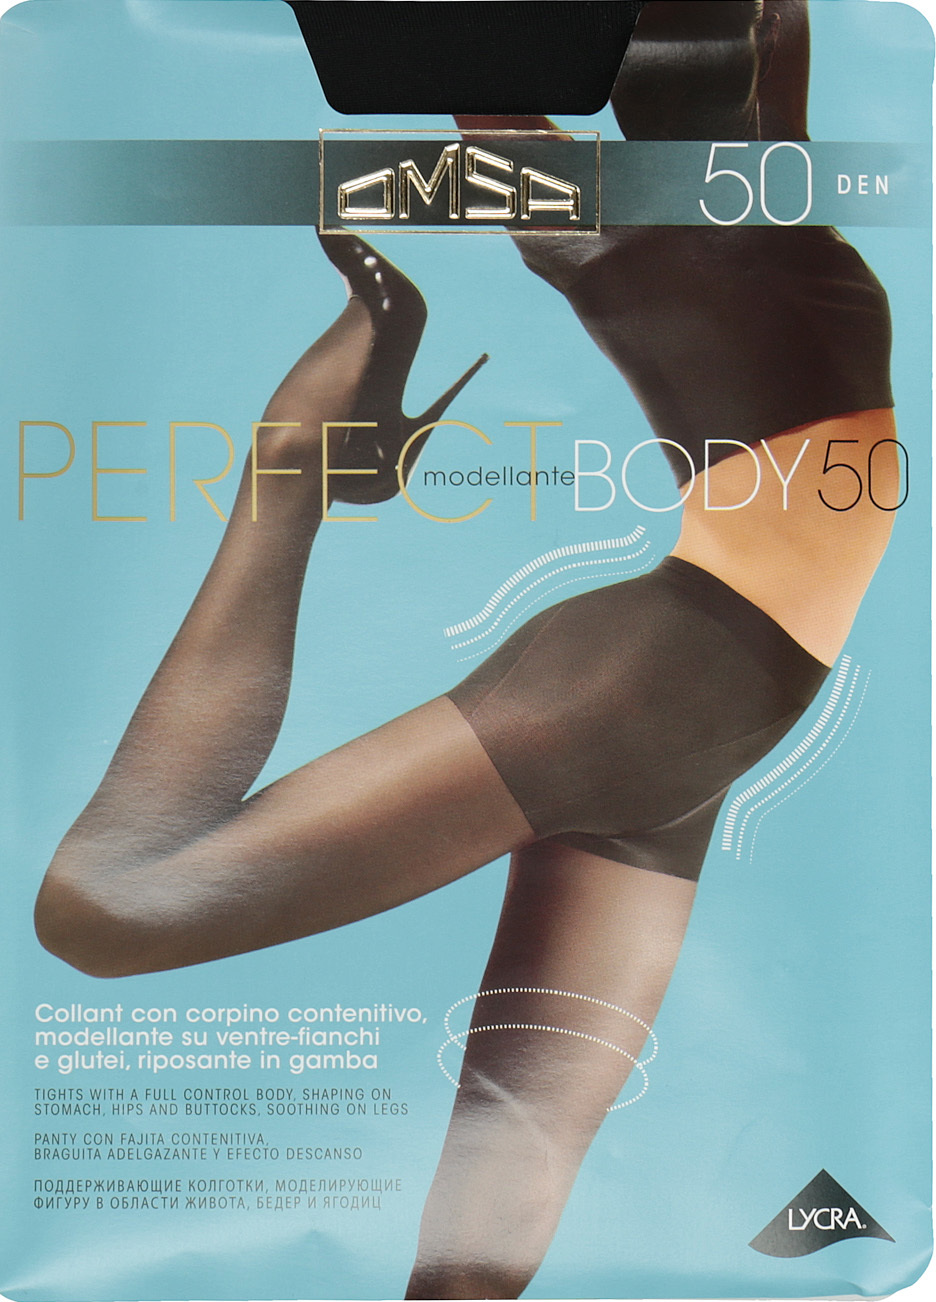 OMSA
50 DEN
PERFECT modellante BODY 50
Collant con corpino contenitivo,
modellante su ventre-fianchi
e glutei, riposante in gamba
TIGHTS WITH A FULL CONTROL BODY, SHAPING ON
STOMACH, HIPS AND BUTTOCKS, SOOTHING ON LEGS
PANTY CON FAJITA CONTENITIVA,
BRAGUITA ADELGAZANTE Y EFECTO DESCANSO
ПОДДЕРЖИВАЮЩИЕ КОЛГОТКИ, МОДЕЛИРУЮЩИЕ
ФИГУРУ В ОБЛАСТИ ЖИВОТА, БЕДЕР И ЯГОДИЦ
LYCRA®